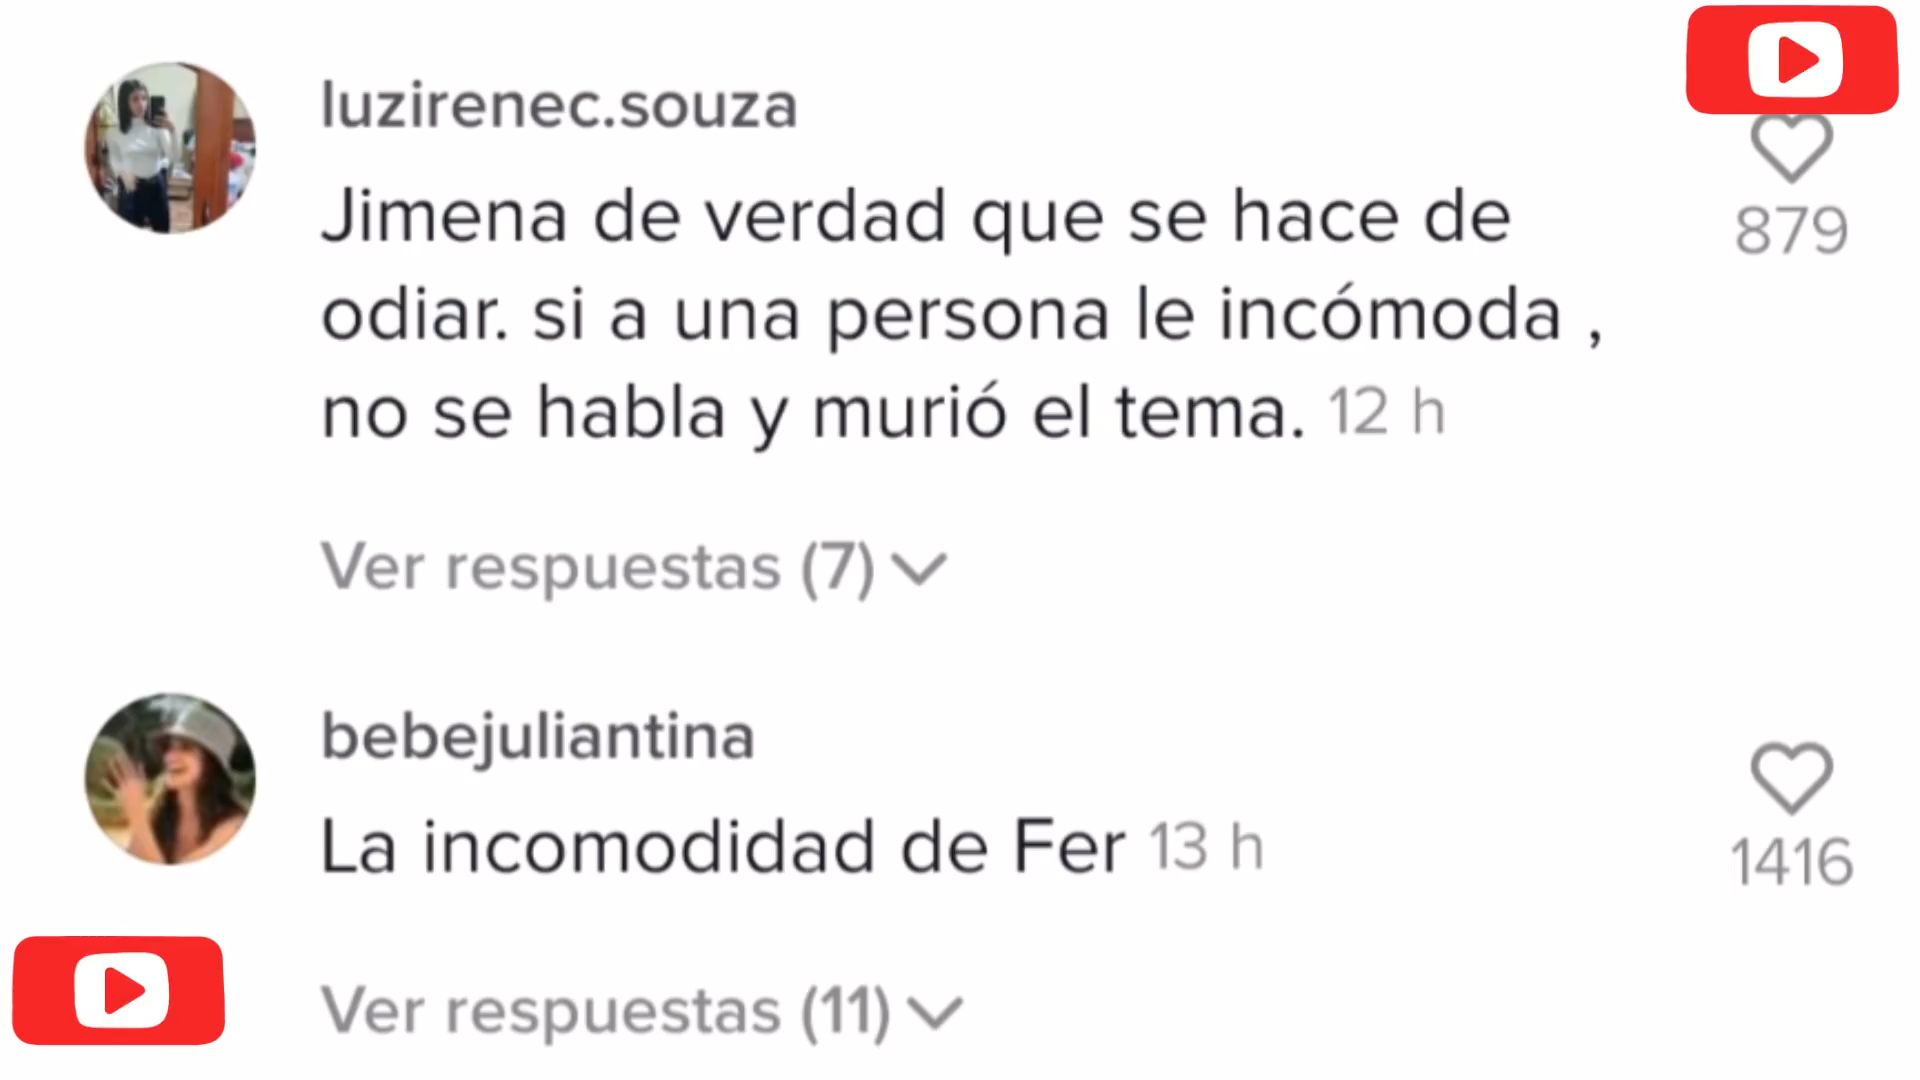 luzirenec.souza
879
Jimena de verdad que se hace de
odiar. si a una persona le incómoda ,
no se habla y murió el tema. 12 h
Ver respuestas (7)
bebejuliantina
La incomodidad de Fer 13 h
1416
Ver respuestas (11)